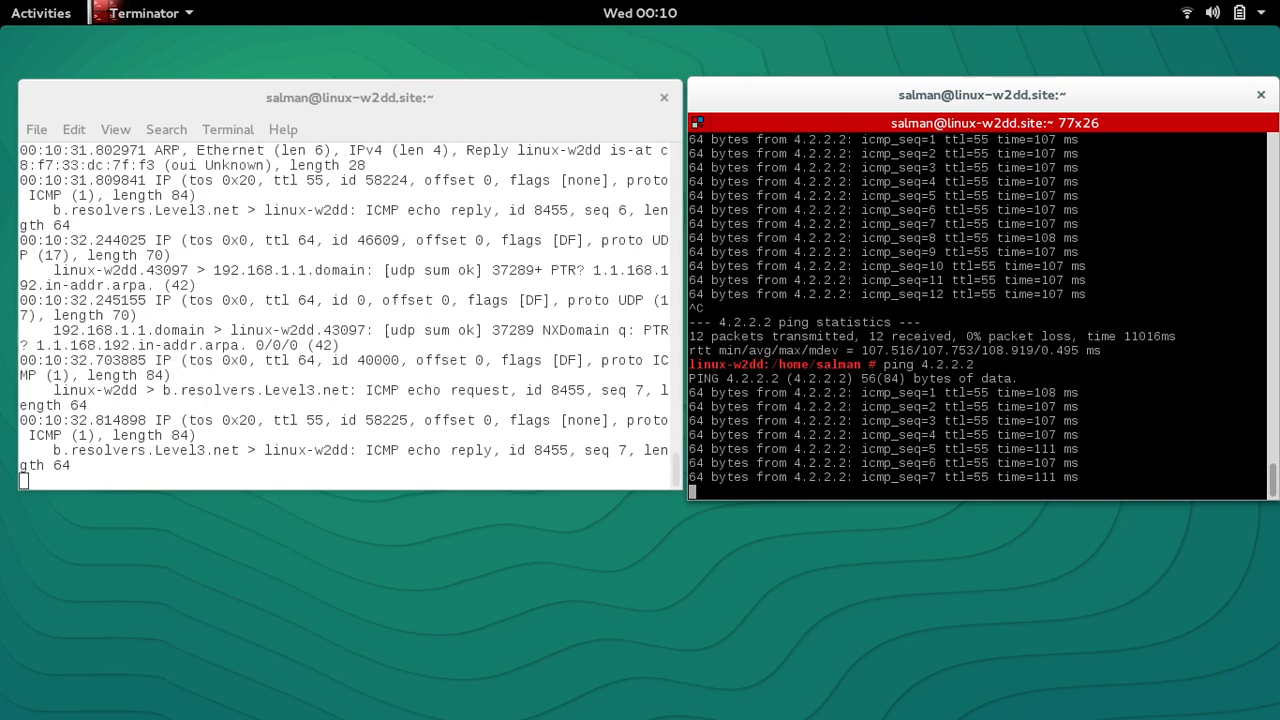 Activities
Terminator
Wed 00:10
salman@linux-w2dd.site:~
File Edit View Search Terminal Help
00:10:31.802971 ARP, Ethernet (len 6), IPv4 (len 4), Reply linux-w2dd is-at c
8:f7:33:dc:7f:f3 (oui Unknown), length 28
00:10:31.809841 IP (tos 0x20, ttl 55, id 58224, offset 0, flags [none], proto
 ICMP (1), length 84)
    b.resolvers.Level3.net > linux-w2dd: ICMP echo reply, id 8455, seq 6, len
gth 64
00:10:32.244025 IP (tos 0x0, ttl 64, id 46609, offset 0, flags [DF], proto UD
P (17), length 70)
    linux-w2dd.43097 > 192.168.1.1.domain: [udp sum ok] 37289+ PTR? 1.1.168.1
92.in-addr.arpa. (42)
00:10:32.245155 IP (tos 0x0, ttl 64, id 0, offset 0, flags [DF], proto UDP (1
7), length 70)
    192.168.1.1.domain > linux-w2dd.43097: [udp sum ok] 37289 NXDomain q: PTR
? 1.1.168.192.in-addr.arpa. 0/0/0 (42)
00:10:32.703985 IP (tos 0x0, ttl 64, id 40000, offset 0, flags [DF], proto IC
MP (1), length 84)
    linux-w2dd > b.resolvers.Level3.net: ICMP echo request, id 8455, seq 7, l
ength 64
00:10:32.814898 IP (tos 0x20, ttl 55, id 58225, offset 0, flags [none], proto
 ICMP (1), length 84)
    b.resolvers.Level3.net > linux-w2dd: ICMP echo reply, id 8455, seq 7, len
gth 64
salman@linux-w2dd.site:~
salman@linux-w2dd.site:~ 77x26
64 bytes from 4.2.2.2: icmp_seq=1 ttl=55 time=107 ms
64 bytes from 4.2.2.2: icmp_seq=2 ttl=55 time=107 ms
64 bytes from 4.2.2.2: icmp_seq=3 ttl=55 time=107 ms
64 bytes from 4.2.2.2: icmp_seq=4 ttl=55 time=107 ms
64 bytes from 4.2.2.2: icmp_seq=5 ttl=55 time=107 ms
64 bytes from 4.2.2.2: icmp_seq=6 ttl=55 time=107 ms
64 bytes from 4.2.2.2: icmp_seq=7 ttl=55 time=107 ms
64 bytes from 4.2.2.2: icmp_seq=8 ttl=55 time=108 ms
64 bytes from 4.2.2.2: icmp_seq=9 ttl=55 time=107 ms
64 bytes from 4.2.2.2: icmp_seq=10 ttl=55 time=107 ms
64 bytes from 4.2.2.2: icmp_seq=11 ttl=55 time=107 ms
64 bytes from 4.2.2.2: icmp_seq=12 ttl=55 time=107 ms
^C
--- 4.2.2.2 ping statistics ---
12 packets transmitted, 12 received, 0% packet loss, time 11016ms
rtt min/avg/max/mdev = 107.516/107.753/108.919/0.495 ms
linux-w2dd:/home/salman # ping 4.2.2.2
PING 4.2.2.2 (4.2.2.2) 56(84) bytes of data.
64 bytes from 4.2.2.2: icmp_seq=1 ttl=55 time=108 ms
64 bytes from 4.2.2.2: icmp_seq=2 ttl=55 time=107 ms
64 bytes from 4.2.2.2: icmp_seq=3 ttl=55 time=107 ms
64 bytes from 4.2.2.2: icmp_seq=4 ttl=55 time=107 ms
64 bytes from 4.2.2.2: icmp_seq=5 ttl=55 time=111 ms
64 bytes from 4.2.2.2: icmp_seq=6 ttl=55 time=107 ms
64 bytes from 4.2.2.2: icmp_seq=7 ttl=55 time=111 ms